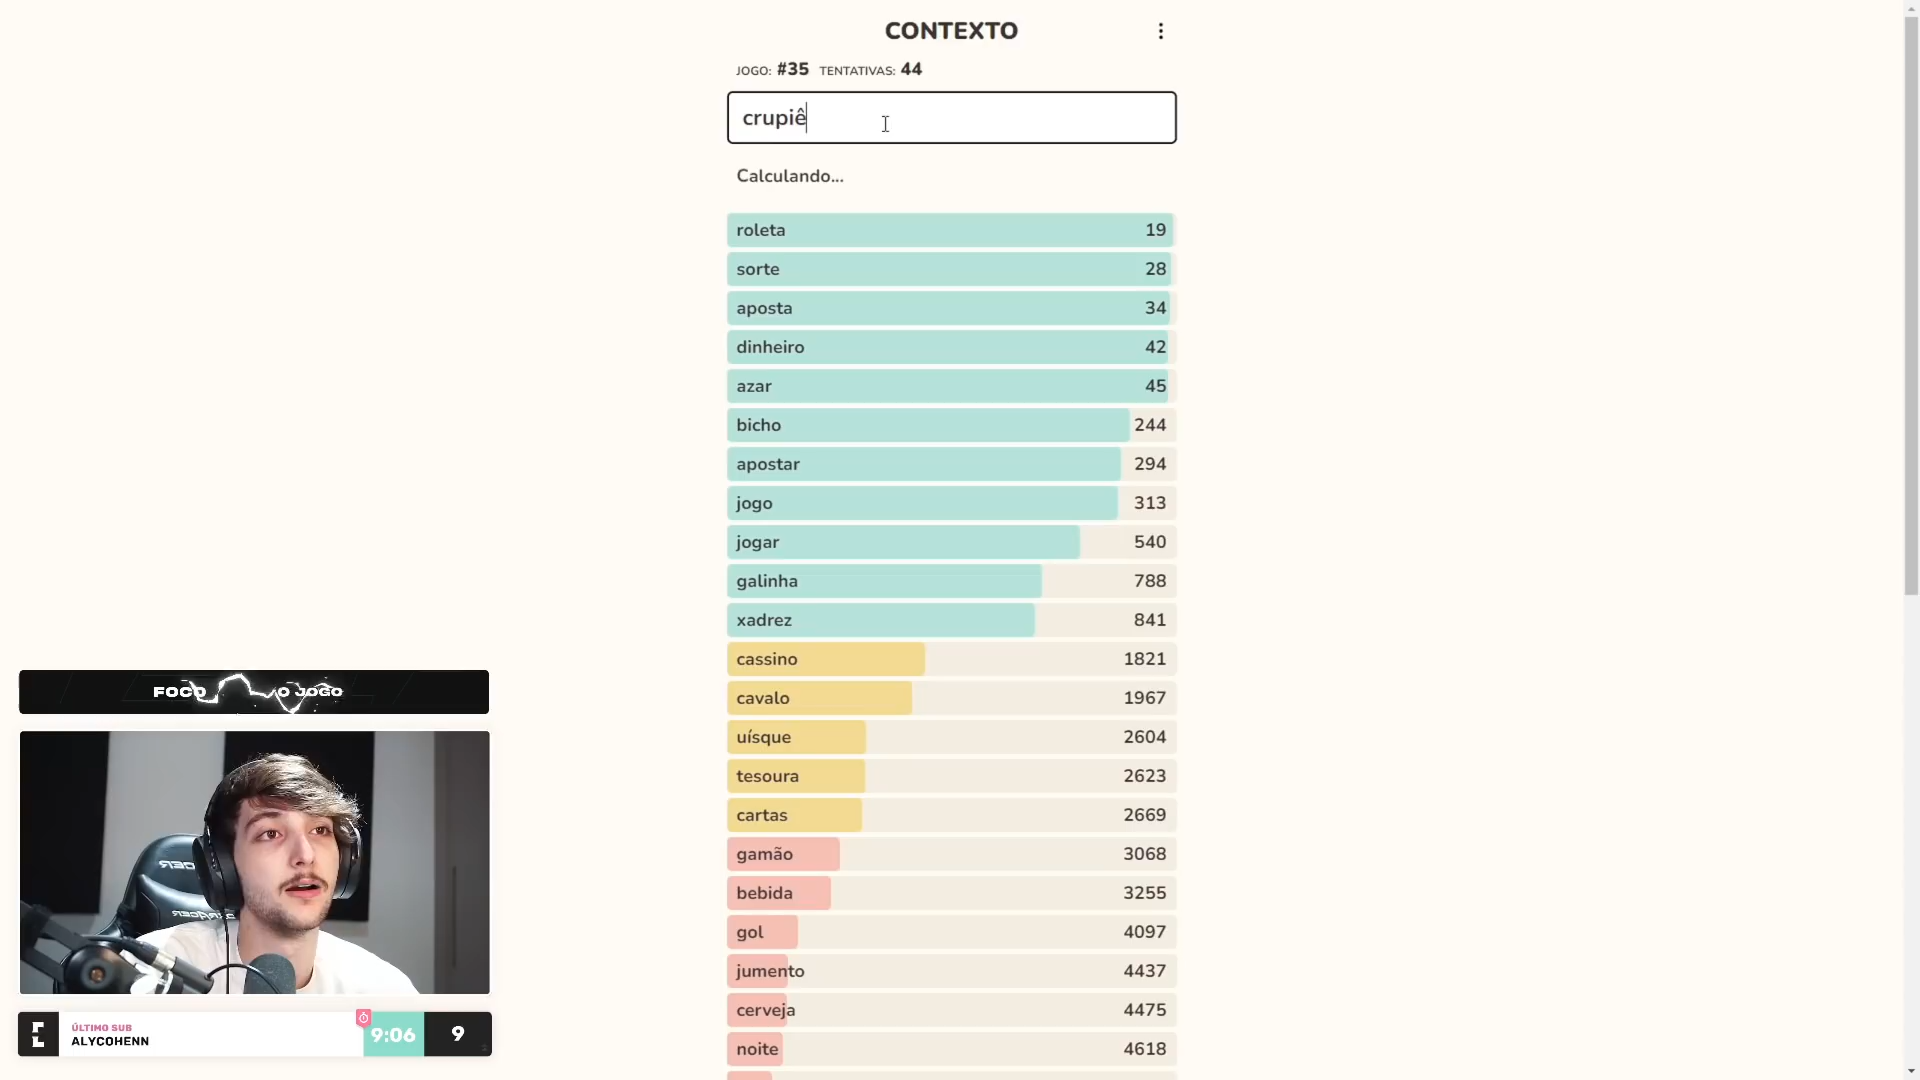 CONTEXTO
JOGO: #35 TENTATIVAS: 44
crupiê
Calculando...
roleta 19
sorte 28
aposta 34
dinheiro 42
azar 45
bicho 244
apostar 294
jogo 313
jogar 540
galinha 788
xadrez 841
cassino 1821
cavalo 1967
uísque 2604
tesoura 2623
cartas 2669
gamão 3068
bebida 3255
gol 4097
jumento 4437
cerveja 4475
noite 4618
FOCO O JOGO
ÚLTIMO SUB
ALYCOHENN
9:06
9